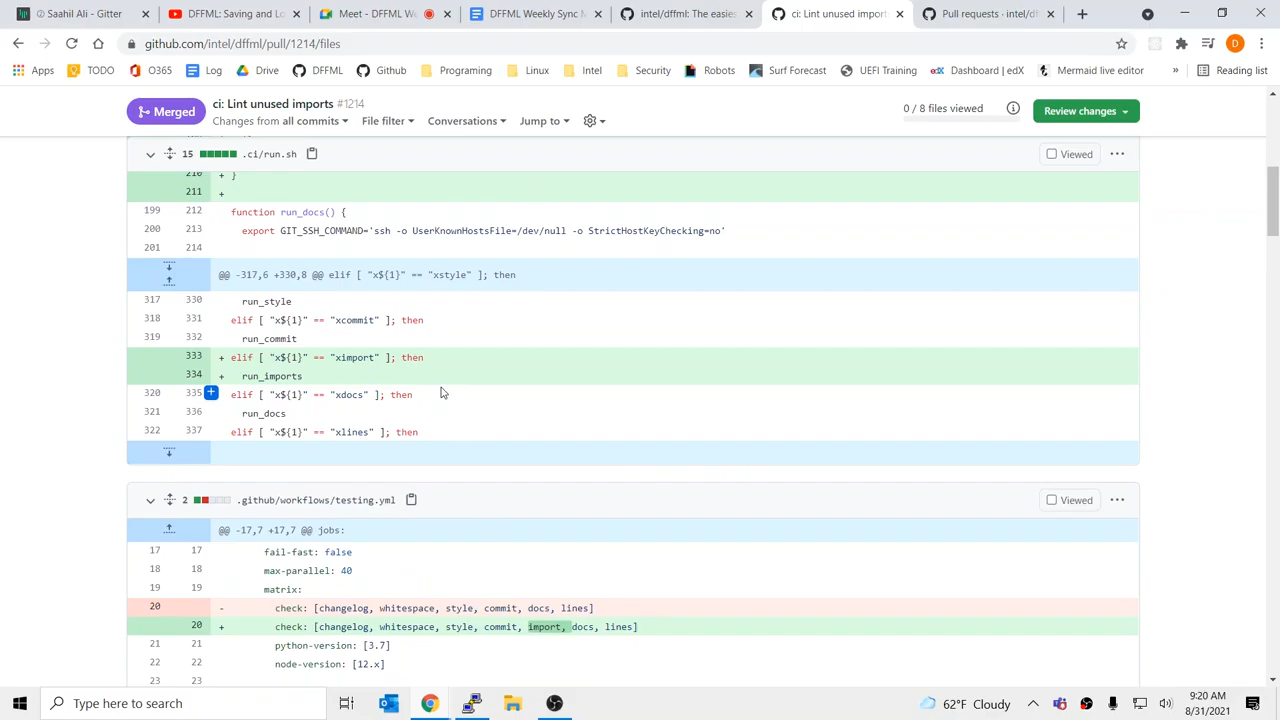 Saahil Ali - Gitter
DFFML: Saving and Lo
Meet - DFFML We
DFFML Weekly Sync M
intel/dffml: The easies
ci: Lint unused imports
Pull requests · intel/df
github.com/intel/dffml/pull/1214/files
Apps
TODO
O365
Log
Drive
DFFML
Github
Programing
Linux
Intel
Security
Robots
Surf Forecast
UEFI Training
Dashboard | edX
Mermaid live editor
»
Reading list
Merged
ci: Lint unused imports #1214
Changes from all commits
File filter
Conversations
Jump to
0 / 8 files viewed
Review changes
15 .ci/run.sh
Viewed
210 + }
211 +
199 212 function run_docs() {
200 213 export GIT_SSH_COMMAND='ssh -o UserKnownHostsFile=/dev/null -o StrictHostKeyChecking=no'
201 214
@@ -317,6 +330,8 @@ elif [ "x${1}" == "xstyle" ]; then
317 330 run_style
318 331 elif [ "x${1}" == "xcommit" ]; then
319 332 run_commit
333 + elif [ "x${1}" == "ximport" ]; then
334 + run_imports
320 335 elif [ "x${1}" == "xdocs" ]; then
321 336 run_docs
322 337 elif [ "x${1}" == "xlines" ]; then
2 .github/workflows/testing.yml
Viewed
@@ -17,7 +17,7 @@ jobs:
17 17 fail-fast: false
18 18 max-parallel: 40
19 19 matrix:
20 - check: [changelog, whitespace, style, commit, docs, lines]
20 + check: [changelog, whitespace, style, commit, import, docs, lines]
21 21 python-version: [3.7]
22 22 node-version: [12.x]
23 23
Type here to search
62°F Cloudy
9:20 AM
8/31/2021